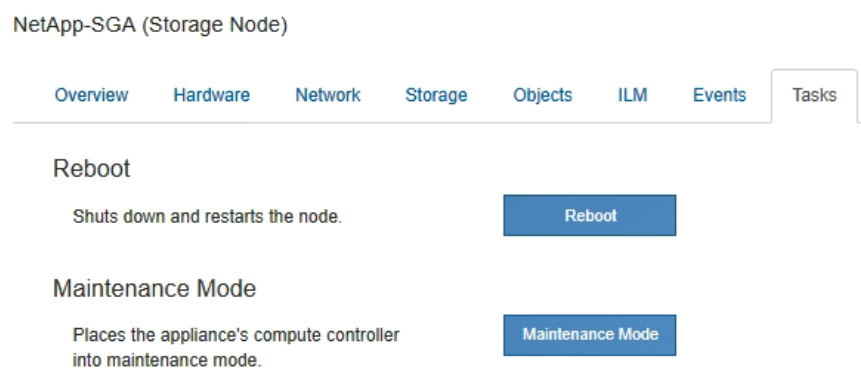 NetApp-SGA (Storage Node)
Overview Hardware Network Storage Objects ILM Events Tasks
Reboot
Shuts down and restarts the node. Reboot
Maintenance Mode
Places the appliance's compute controller Maintenance Mode
into maintenance mode.